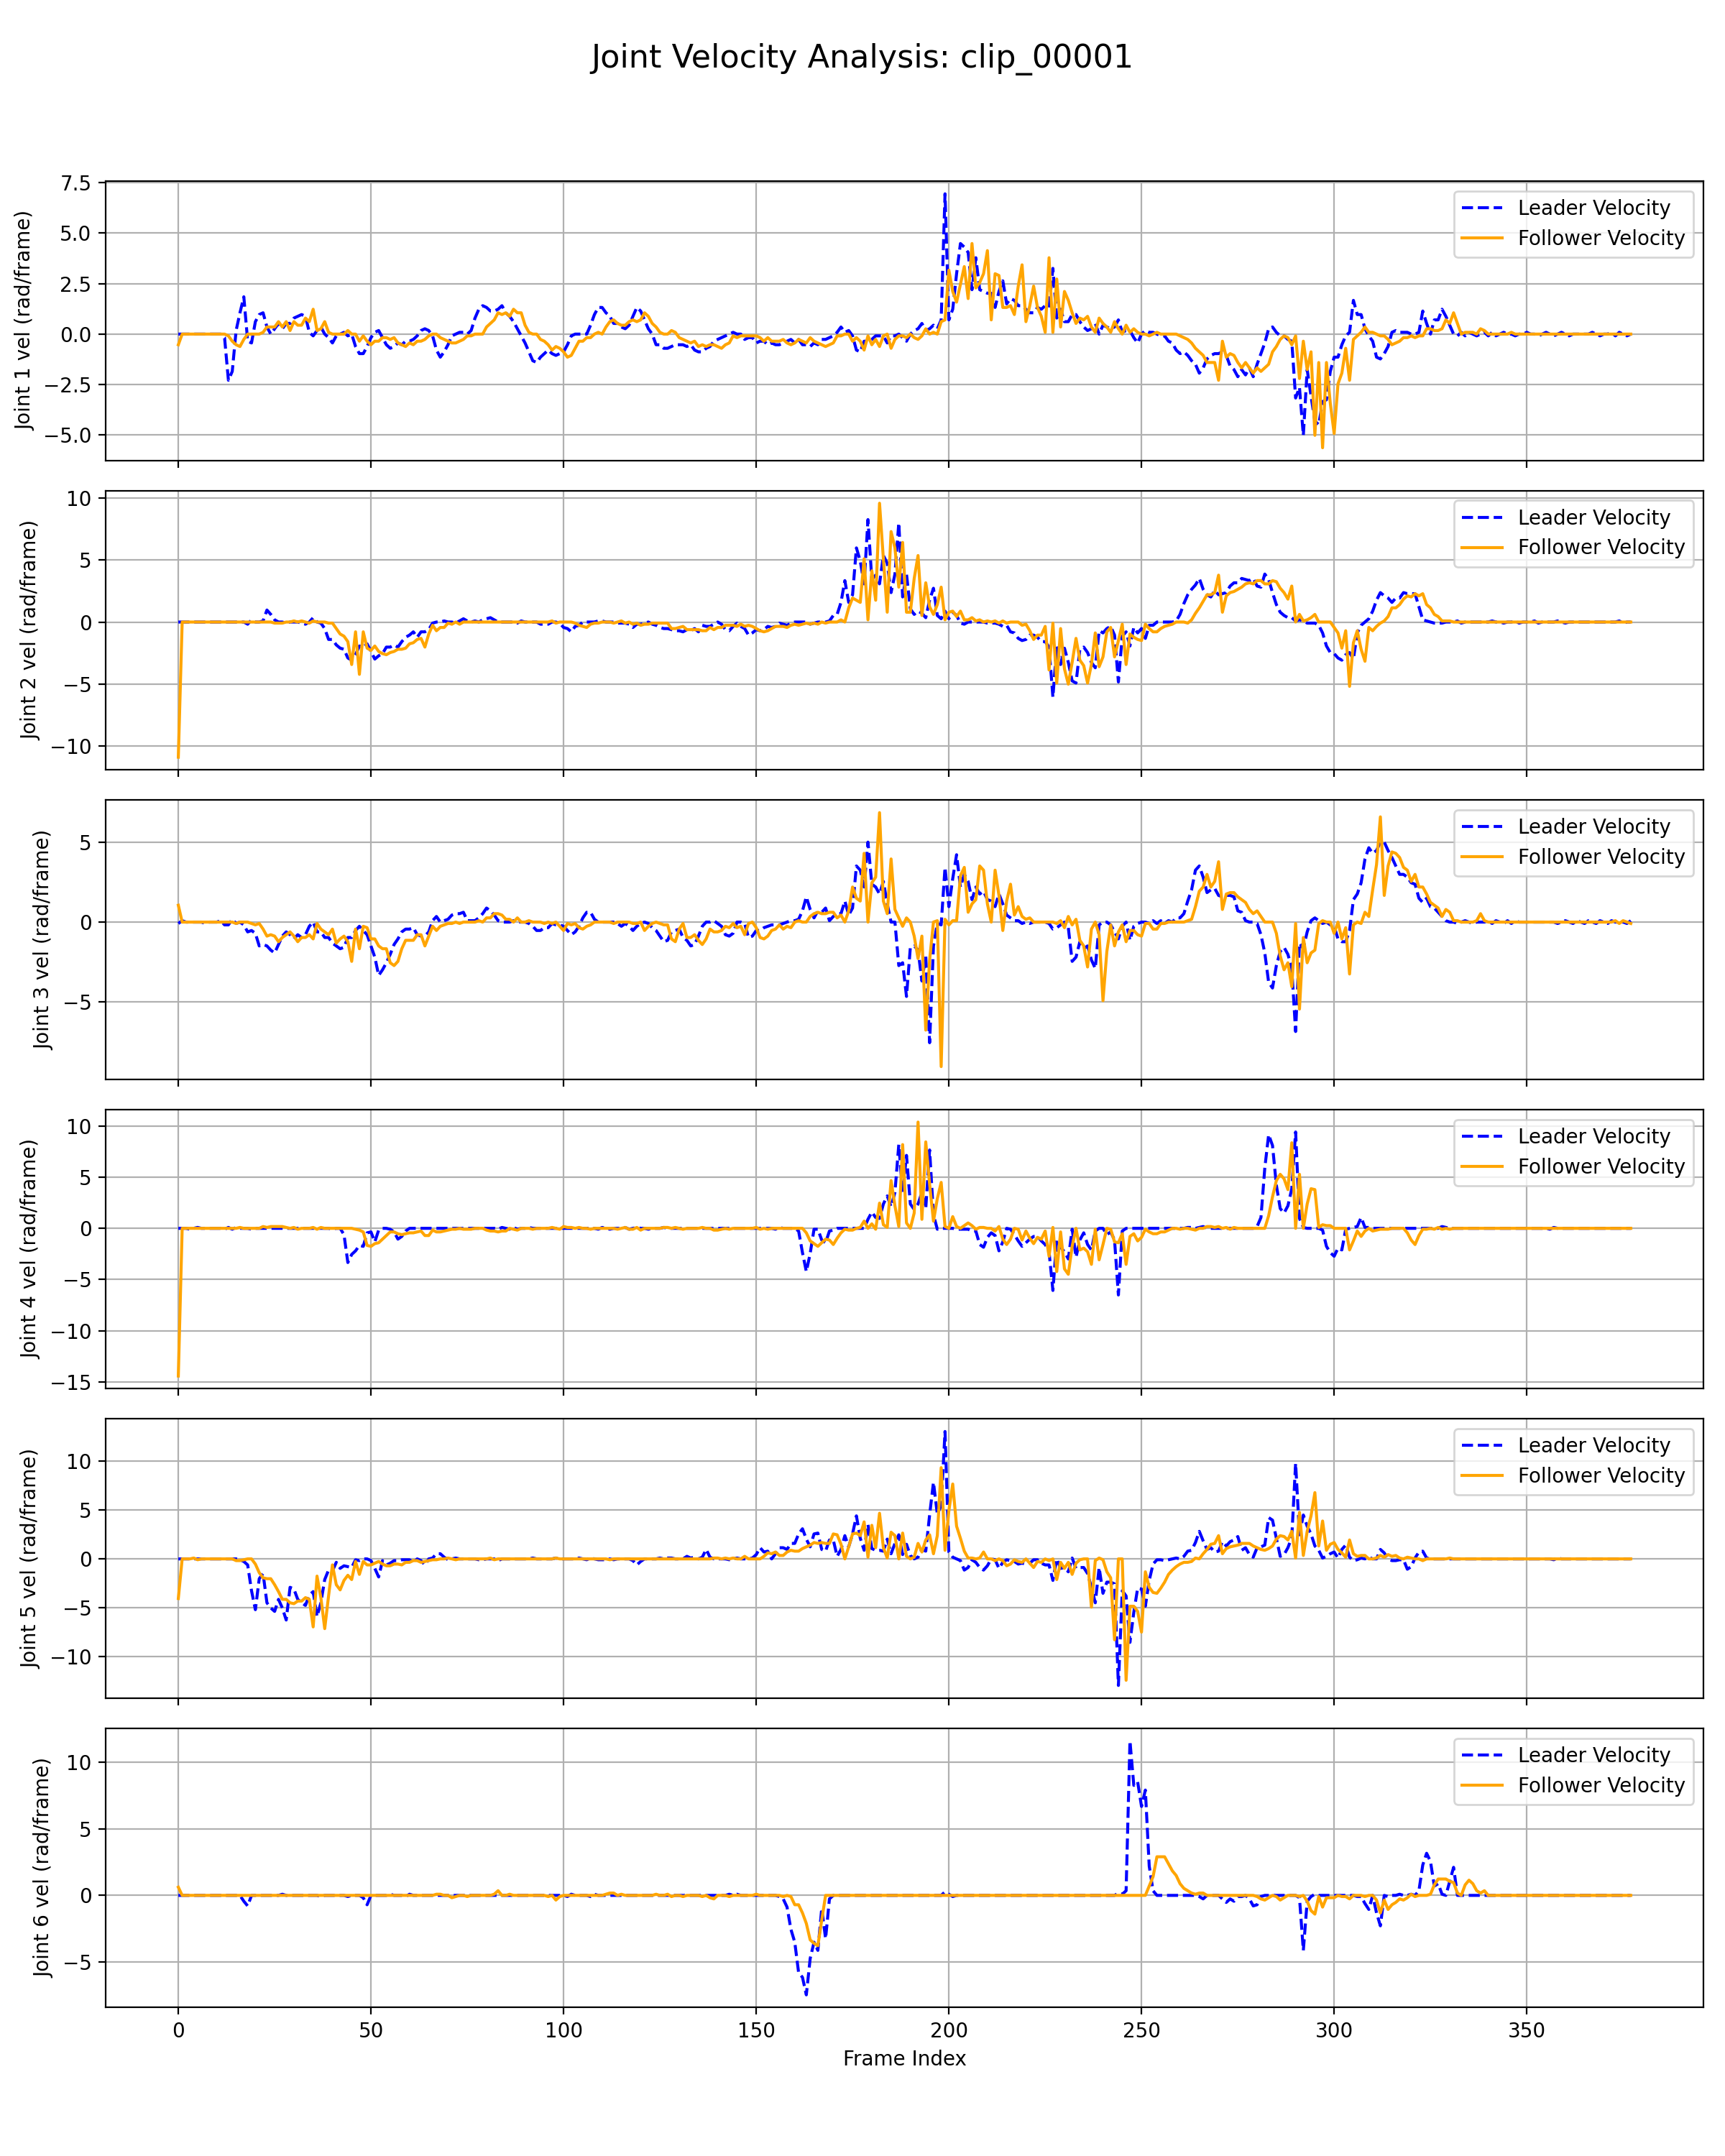 Joint Velocity Analysis: clip_00001
Joint 1 vel (rad/frame)
7.5
5.0
2.5
0.0
−2.5
−5.0
Leader Velocity
Follower Velocity
Joint 2 vel (rad/frame)
10
5
0
−5
−10
Leader Velocity
Follower Velocity
Joint 3 vel (rad/frame)
5
0
−5
Leader Velocity
Follower Velocity
Joint 4 vel (rad/frame)
10
5
0
−5
−10
−15
Leader Velocity
Follower Velocity
Joint 5 vel (rad/frame)
10
5
0
−5
−10
Leader Velocity
Follower Velocity
Joint 6 vel (rad/frame)
10
5
0
−5
Leader Velocity
Follower Velocity
0 50 100 150 200 250 300 350
Frame Index